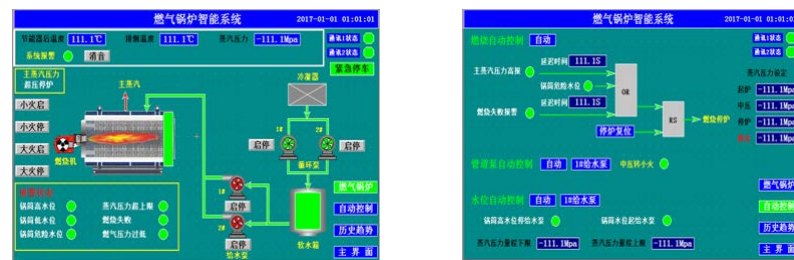 燃气锅炉智能系统 2017-01-01 01:01:01
节能器后温度 111.1℃ 排烟温度 111.1℃ 蒸汽压力 -111.1Mpa 通讯1状态
通讯2状态
系统报警 消音 紧急停车
主蒸汽压力
超压停炉
主蒸汽 冷凝器
小火启
小火停
大火启
大火停
燃烧机
1# 2#
启停 启停
循环泵
1#
启停
2#
启停
给水泵
软水箱
锅筒高水位 蒸汽压力超上限
锅筒低水位 燃烧失败
锅筒危险水位 燃气压力过低
燃气锅炉
自动控制
历史趋势
主界面
燃气锅炉智能系统 2017-01-01 01:01:01
燃烧自动控制 自动 通讯1状态
通讯2状态
延迟时间 111.1S
主蒸汽压力高报 蒸汽压力设定
锅筒危险水位 OR
启炉 -111.1Mpa
延迟时间 111.1S
中压 -111.1Mpa
燃烧失败报警
停炉 -111.1Mpa
RS 燃烧停炉
停炉复位
-111.1Mpa
管道泵自动控制 自动 1#给水泵 中压转小火
水位自动控制 自动 1#给水泵
锅筒高水位停给水泵 锅筒低水位起给水泵
蒸汽压力量程下限 -111.1Mpa 蒸汽压力量程上限 -111.1Mpa
燃气锅炉
自动控制
历史趋势
主界面